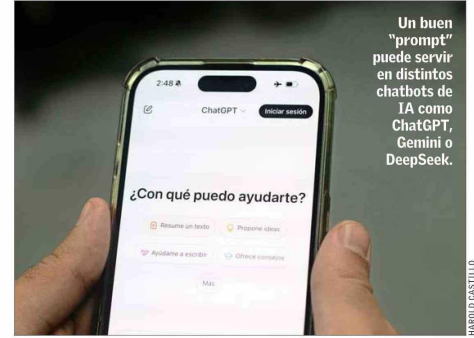 Un buen
"prompt"
puede servir
en distintos
chatbots de
IA como
ChatGPT,
Gemini o
DeepSeek.
2:48
ChatGPT
Iniciar sesión
¿Con qué puedo ayudarte?
Resume un texto
Propone ideas
Ayúdame a escribir
Ofrece consejos
Más
HAROLD CASTILLO